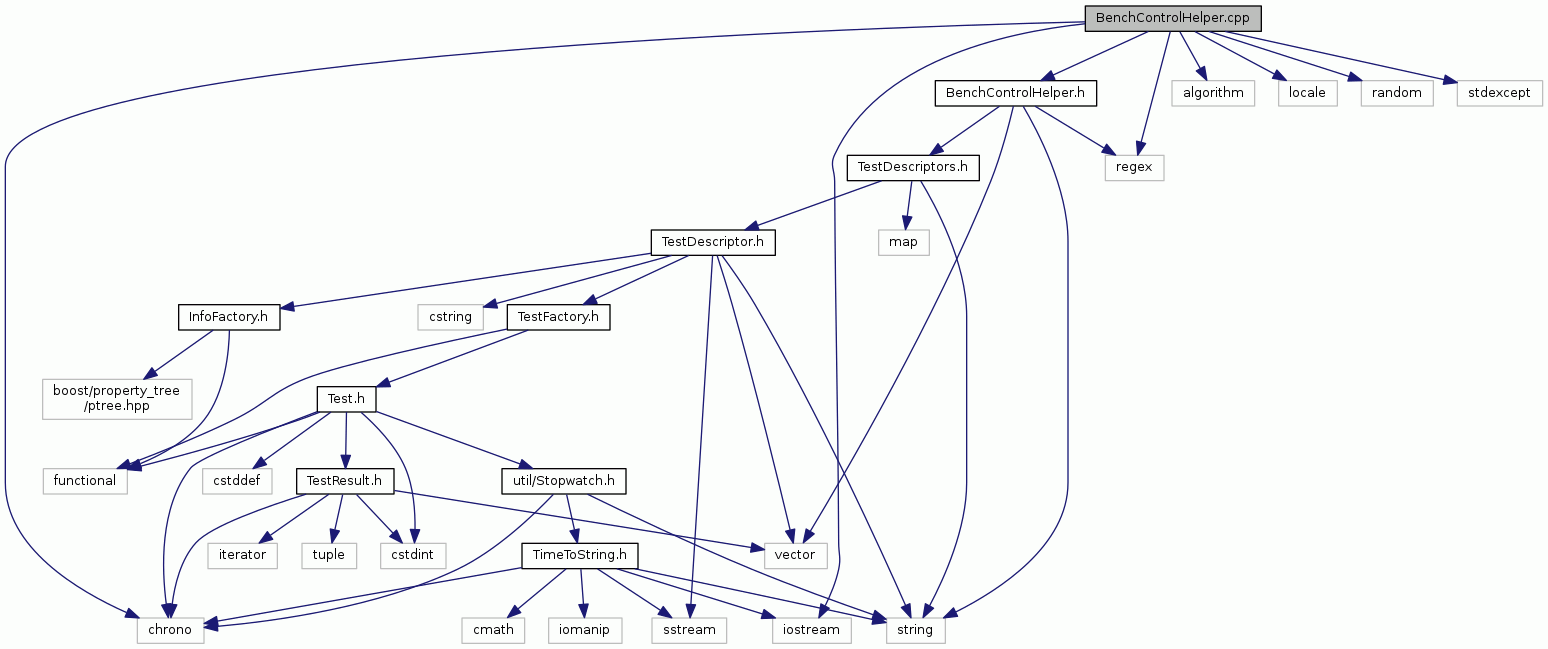 BenchControlHelper.cpp
BenchControlHelper.h
algorithm
locale
random
stdexcept
TestDescriptors.h
regex
TestDescriptor.h
map
InfoFactory.h
cstring
TestFactory.h
boost/property_tree
/ptree.hpp
Test.h
functional
cstddef
TestResult.h
util/Stopwatch.h
iterator
tuple
cstdint
TimeToString.h
vector
chrono
cmath
iomanip
sstream
iostream
string